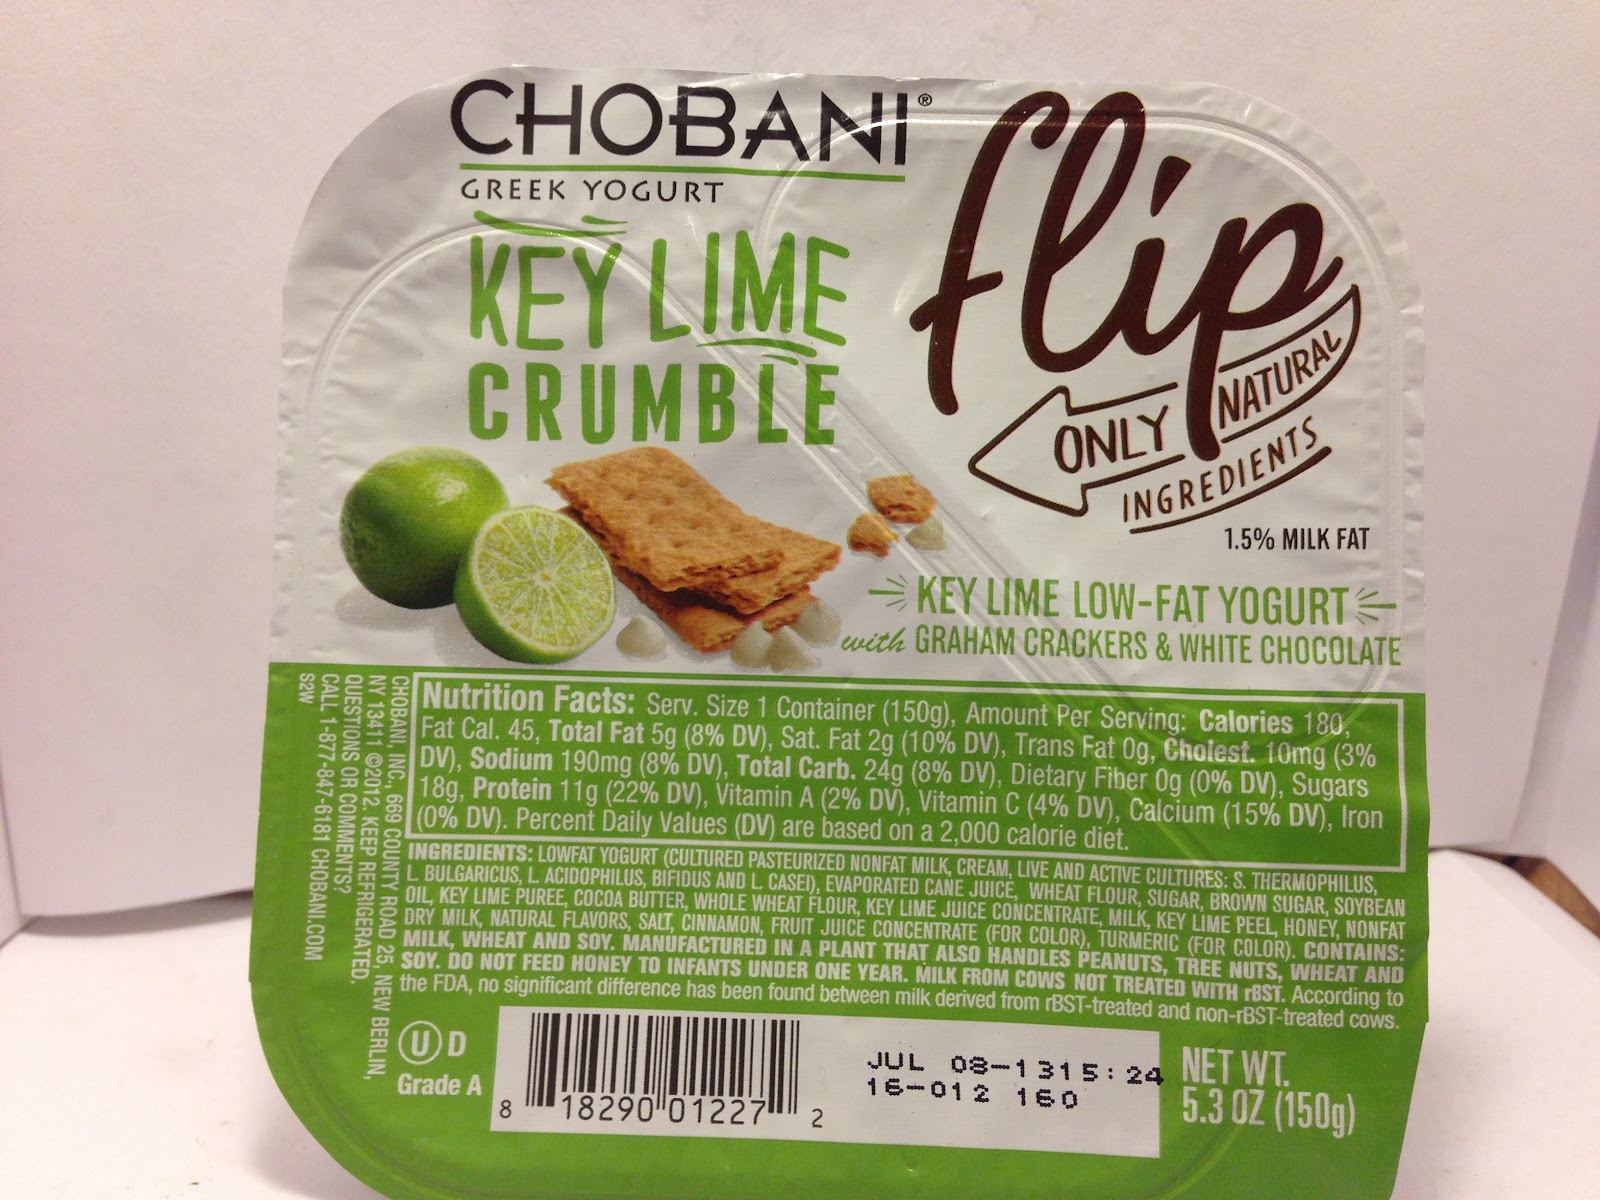 CHOBANI®
GREEK YOGURT
flip
KEY LIME
CRUMBLE
ONLY NATURAL
INGREDIENTS
1.5% MILK FAT
KEY LIME LOW-FAT YOGURT
with GRAHAM CRACKERS & WHITE CHOCOLATE
Nutrition Facts: Serv. Size 1 Container (150g), Amount Per Serving: Calories 180,
Fat Cal. 45, Total Fat 5g (8% DV), Sat. Fat 2g (10% DV), Trans Fat 0g, Cholest. 10mg (3%
DV), Sodium 190mg (8% DV), Total Carb. 24g (8% DV), Dietary Fiber 0g (0% DV), Sugars
18g, Protein 11g (22% DV), Vitamin A (2% DV), Vitamin C (4% DV), Calcium (15% DV), Iron
(0% DV). Percent Daily Values (DV) are based on a 2,000 calorie diet.
INGREDIENTS: LOWFAT YOGURT (CULTURED PASTEURIZED NONFAT MILK, CREAM, LIVE AND ACTIVE CULTURES: S. THERMOPHILUS,
L. BULGARICUS, L. ACIDOPHILUS, BIFIDUS AND L. CASEI), EVAPORATED CANE JUICE, WHEAT FLOUR, SUGAR, BROWN SUGAR, SOYBEAN
OIL, KEY LIME PUREE, COCOA BUTTER, WHOLE WHEAT FLOUR, KEY LIME JUICE CONCENTRATE, MILK, KEY LIME PEEL, HONEY, NONFAT
DRY MILK, NATURAL FLAVORS, SALT, CINNAMON, FRUIT JUICE CONCENTRATE (FOR COLOR), TURMERIC (FOR COLOR). CONTAINS:
MILK, WHEAT AND SOY. MANUFACTURED IN A PLANT THAT ALSO HANDLES PEANUTS, TREE NUTS, WHEAT AND
SOY. DO NOT FEED HONEY TO INFANTS UNDER ONE YEAR. MILK FROM COWS NOT TREATED WITH rBST. According to
the FDA, no significant difference has been found between milk derived from rBST-treated and non-rBST-treated cows.
CHOBANI, INC., 669 COUNTY ROAD 25, NEW BERLIN,
NY 13411 ©2012. KEEP REFRIGERATED.
QUESTIONS OR COMMENTS?
CALL 1-877-847-6181 CHOBANI.COM
S2W
U D
Grade A
8 18290 01227 2
JUL 08-13 15:24
16-012 160
NET WT.
5.3 OZ (150g)